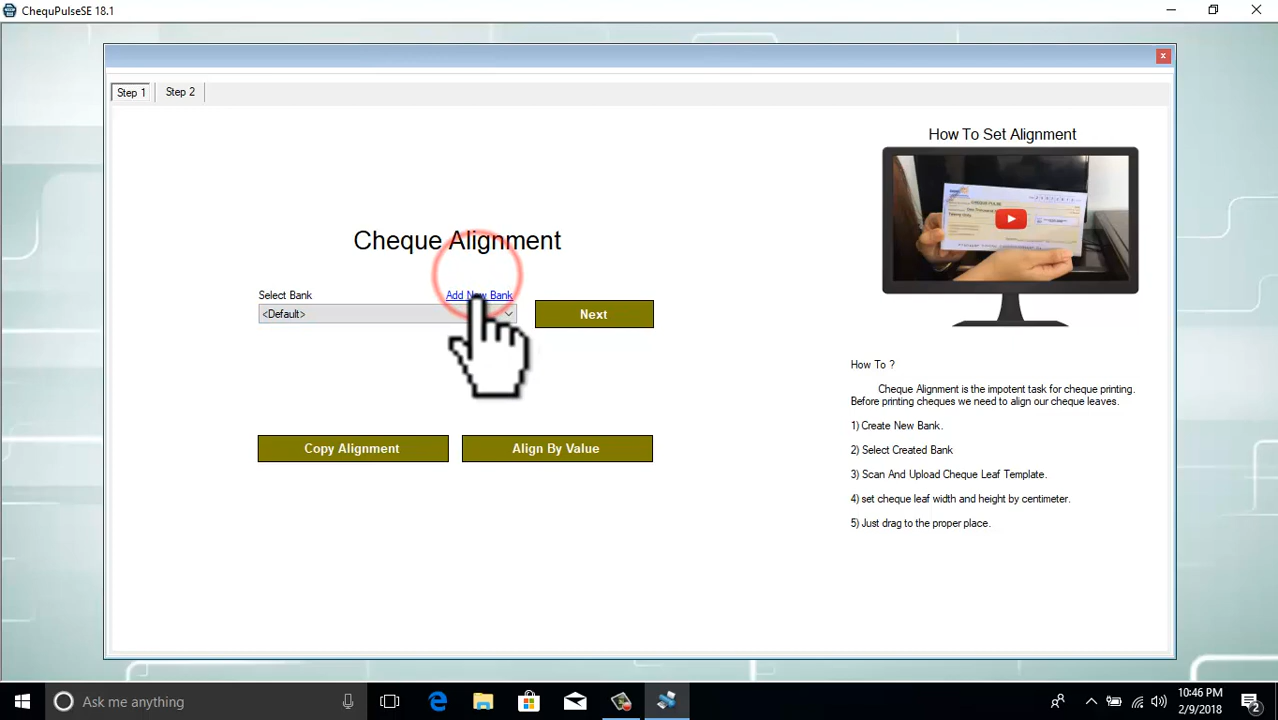 ChequPulseSE 18.1
Step 1
Step 2
How To Set Alignment
Cheque Alignment
Select Bank
Add New Bank
<Default>
Next
How To ?
Cheque Alignment is the impotent task for cheque printing.
Before printing cheques we need to align our cheque leaves.
1) Create New Bank.
2) Select Created Bank
3) Scan And Upload Cheque Leaf Template.
4) set cheque leaf width and height by centimeter.
5) Just drag to the proper place.
Copy Alignment
Align By Value
Ask me anything
10:46 PM
2/9/2018
2